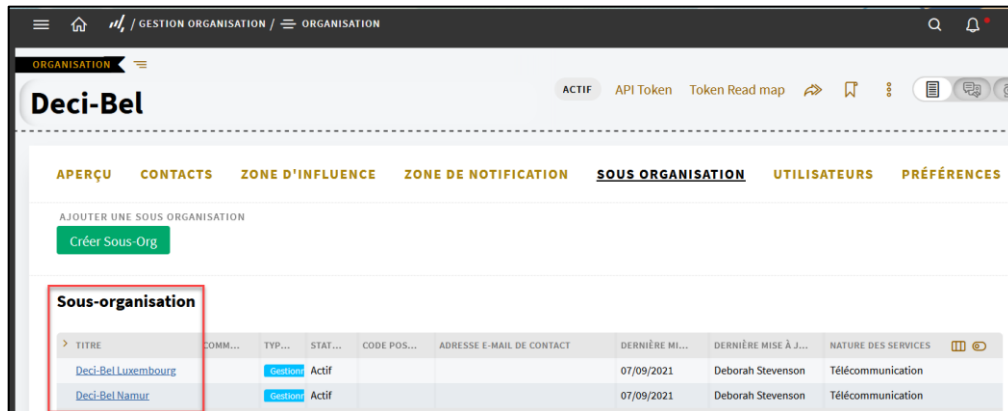 / GESTION ORGANISATION / ORGANISATION
ORGANISATION
Deci-Bel
ACTIF API Token Token Read map
APERÇU CONTACTS ZONE D'INFLUENCE ZONE DE NOTIFICATION SOUS ORGANISATION UTILISATEURS PRÉFÉRENCES
AJOUTER UNE SOUS ORGANISATION
Créer Sous-Org
Sous-organisation
> TITRE COMM... TYP... STAT... CODE POS... ADRESSE E-MAIL DE CONTACT DERNIÈRE MI... DERNIÈRE MISE À J... NATURE DES SERVICES
Deci-Bel Luxembourg Gestionr Actif 07/09/2021 Deborah Stevenson Télécommunication
Deci-Bel Namur Gestionr Actif 07/09/2021 Deborah Stevenson Télécommunication